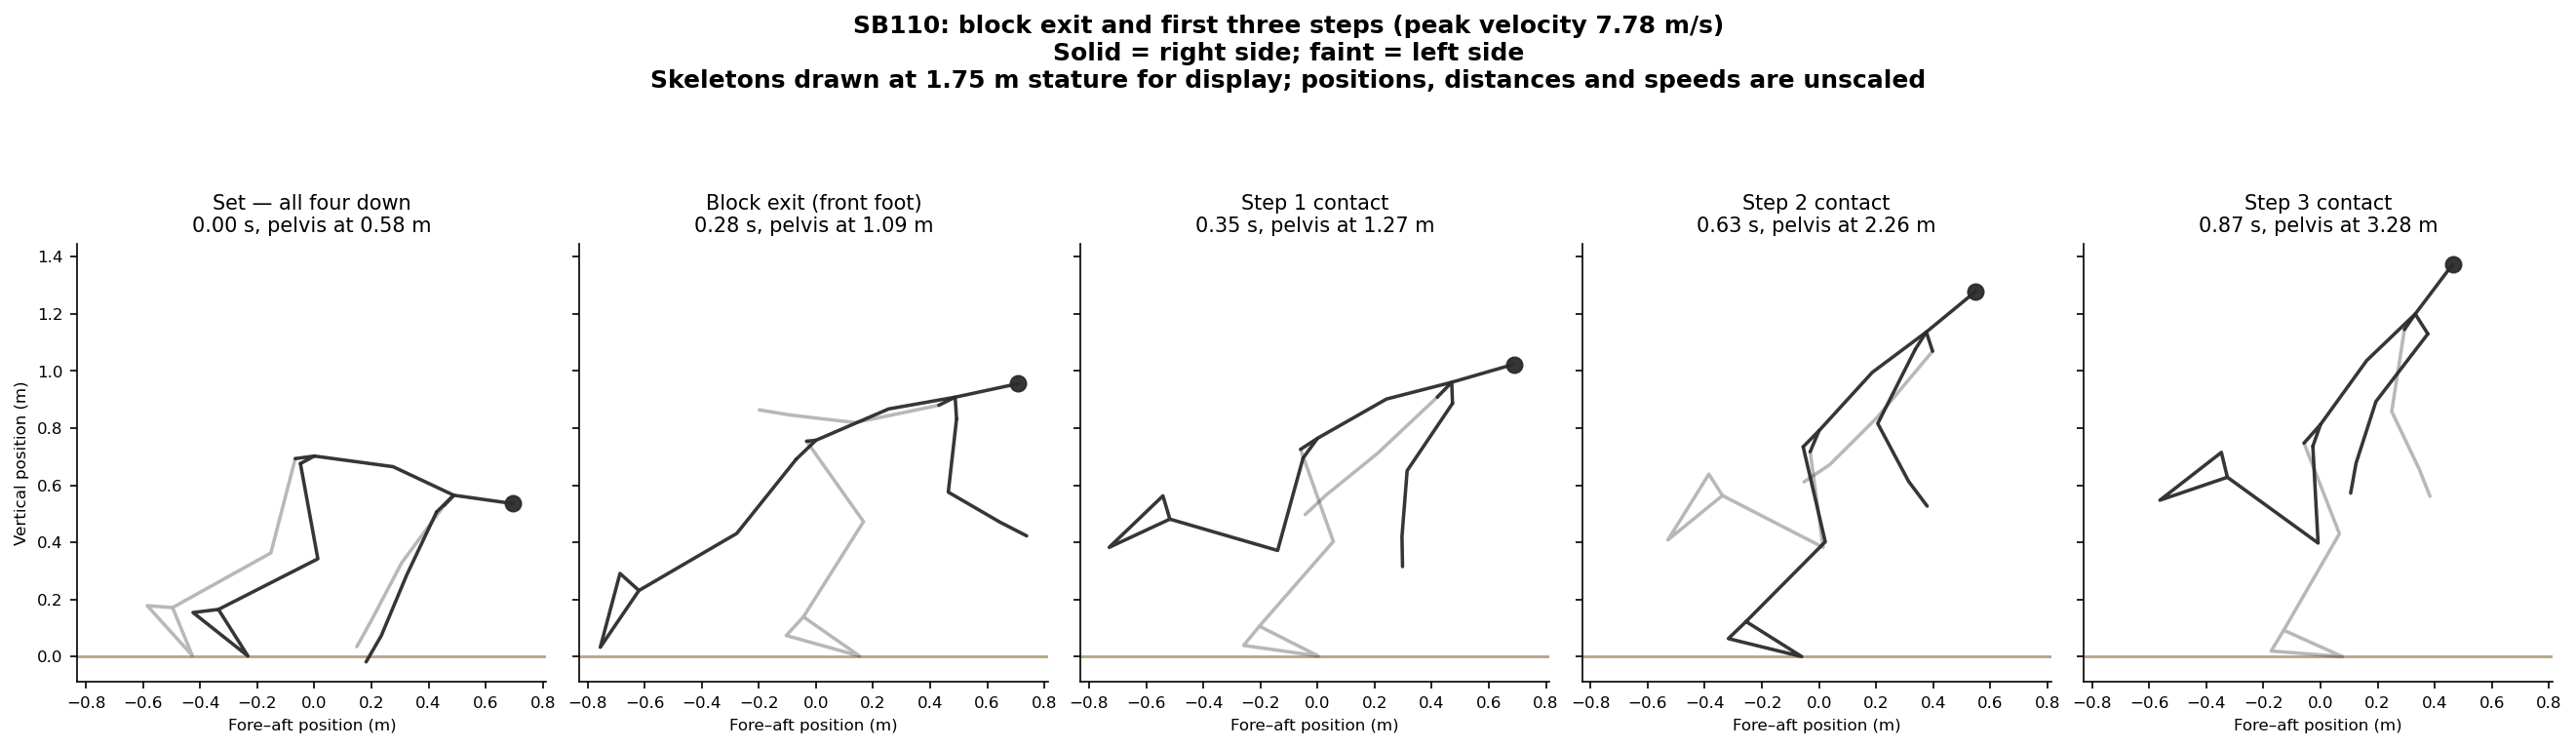 SB110: block exit and first three steps (peak velocity 7.78 m/s)
Solid = right side; faint = left side
Skeletons drawn at 1.75 m stature for display; positions, distances and speeds are unscaled
Set — all four down
0.00 s, pelvis at 0.58 m
Block exit (front foot)
0.28 s, pelvis at 1.09 m
Step 1 contact
0.35 s, pelvis at 1.27 m
Step 2 contact
0.63 s, pelvis at 2.26 m
Step 3 contact
0.87 s, pelvis at 3.28 m
Vertical position (m)
1.4
1.2
1.0
0.8
0.6
0.4
0.2
0.0
−0.8 −0.6 −0.4 −0.2 0.0 0.2 0.4 0.6 0.8
Fore–aft position (m)
−0.8 −0.6 −0.4 −0.2 0.0 0.2 0.4 0.6 0.8
Fore–aft position (m)
−0.8 −0.6 −0.4 −0.2 0.0 0.2 0.4 0.6 0.8
Fore–aft position (m)
−0.8 −0.6 −0.4 −0.2 0.0 0.2 0.4 0.6 0.8
Fore–aft position (m)
−0.8 −0.6 −0.4 −0.2 0.0 0.2 0.4 0.6 0.8
Fore–aft position (m)